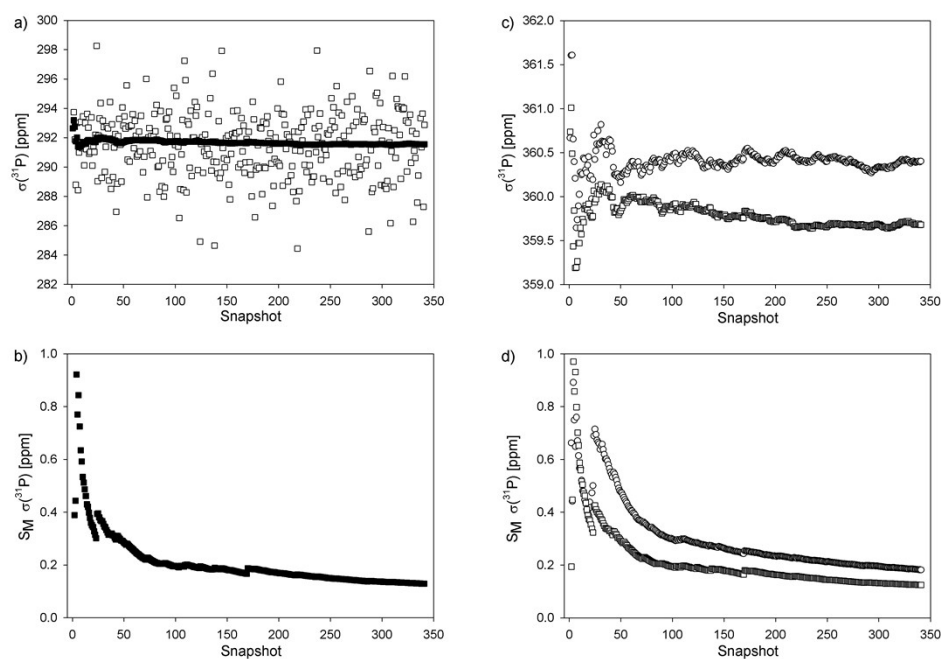 a)
300
298
296
294
292
290
288
286
284
282
σ(³¹P) [ppm]
0 50 100 150 200 250 300 350
Snapshot
b)
1.0
0.8
0.6
0.4
0.2
0.0
S_M σ(³¹P) [ppm]
0 50 100 150 200 250 300 350
Snapshot
c)
362.0
361.5
361.0
360.5
360.0
359.5
359.0
σ(³¹P) [ppm]
0 50 100 150 200 250 300 350
Snapshot
d)
1.0
0.8
0.6
0.4
0.2
0.0
S_M σ(³¹P) [ppm]
0 50 100 150 200 250 300 350
Snapshot